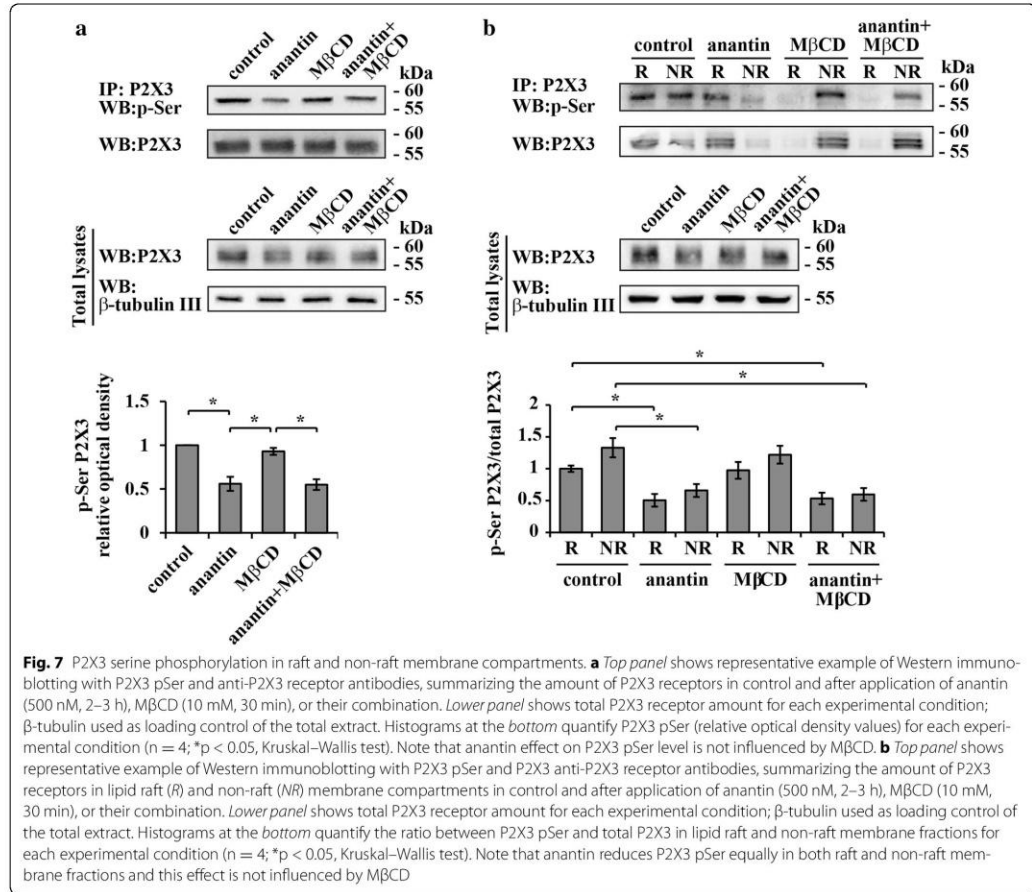 a
control anantin MβCD anantin+MβCD
kDa
IP: P2X3
WB:p-Ser
- 60
- 55
WB:P2X3
- 60
- 55
control anantin MβCD anantin+MβCD
kDa
Total lysates
WB:P2X3
- 60
- 55
WB:
β-tubulin III
- 55
p-Ser P2X3
relative optical density
1
0.5
0
* * *
control anantin MβCD anantin+MβCD
b
control anantin MβCD anantin+MβCD
R NR R NR R NR R NR
kDa
IP: P2X3
WB:p-Ser
- 60
- 55
WB:P2X3
- 60
- 55
control anantin MβCD anantin+MβCD
kDa
Total lysates
WB:P2X3
- 60
- 55
WB:
β-tubulin III
- 55
p-Ser P2X3/total P2X3
2
1.5
1
0.5
0
*
*
*
*
R NR R NR R NR R NR
control anantin MβCD anantin+MβCD
Fig. 7 P2X3 serine phosphorylation in raft and non-raft membrane compartments. a Top panel shows representative example of Western immuno-
blotting with P2X3 pSer and anti-P2X3 receptor antibodies, summarizing the amount of P2X3 receptors in control and after application of anantin
(500 nM, 2–3 h), MβCD (10 mM, 30 min), or their combination. Lower panel shows total P2X3 receptor amount for each experimental condition;
β-tubulin used as loading control of the total extract. Histograms at the bottom quantify P2X3 pSer (relative optical density values) for each experi-
mental condition (n = 4; *p < 0.05, Kruskal–Wallis test). Note that anantin effect on P2X3 pSer level is not influenced by MβCD. b Top panel shows
representative example of Western immunoblotting with P2X3 pSer and P2X3 anti-P2X3 receptor antibodies, summarizing the amount of P2X3
receptors in lipid raft (R) and non-raft (NR) membrane compartments in control and after application of anantin (500 nM, 2–3 h), MβCD (10 mM,
30 min), or their combination. Lower panel shows total P2X3 receptor amount for each experimental condition; β-tubulin used as loading control of
the total extract. Histograms at the bottom quantify the ratio between P2X3 pSer and total P2X3 in lipid raft and non-raft membrane fractions for
each experimental condition (n = 4; *p < 0.05, Kruskal–Wallis test). Note that anantin reduces P2X3 pSer equally in both raft and non-raft mem-
brane fractions and this effect is not influenced by MβCD